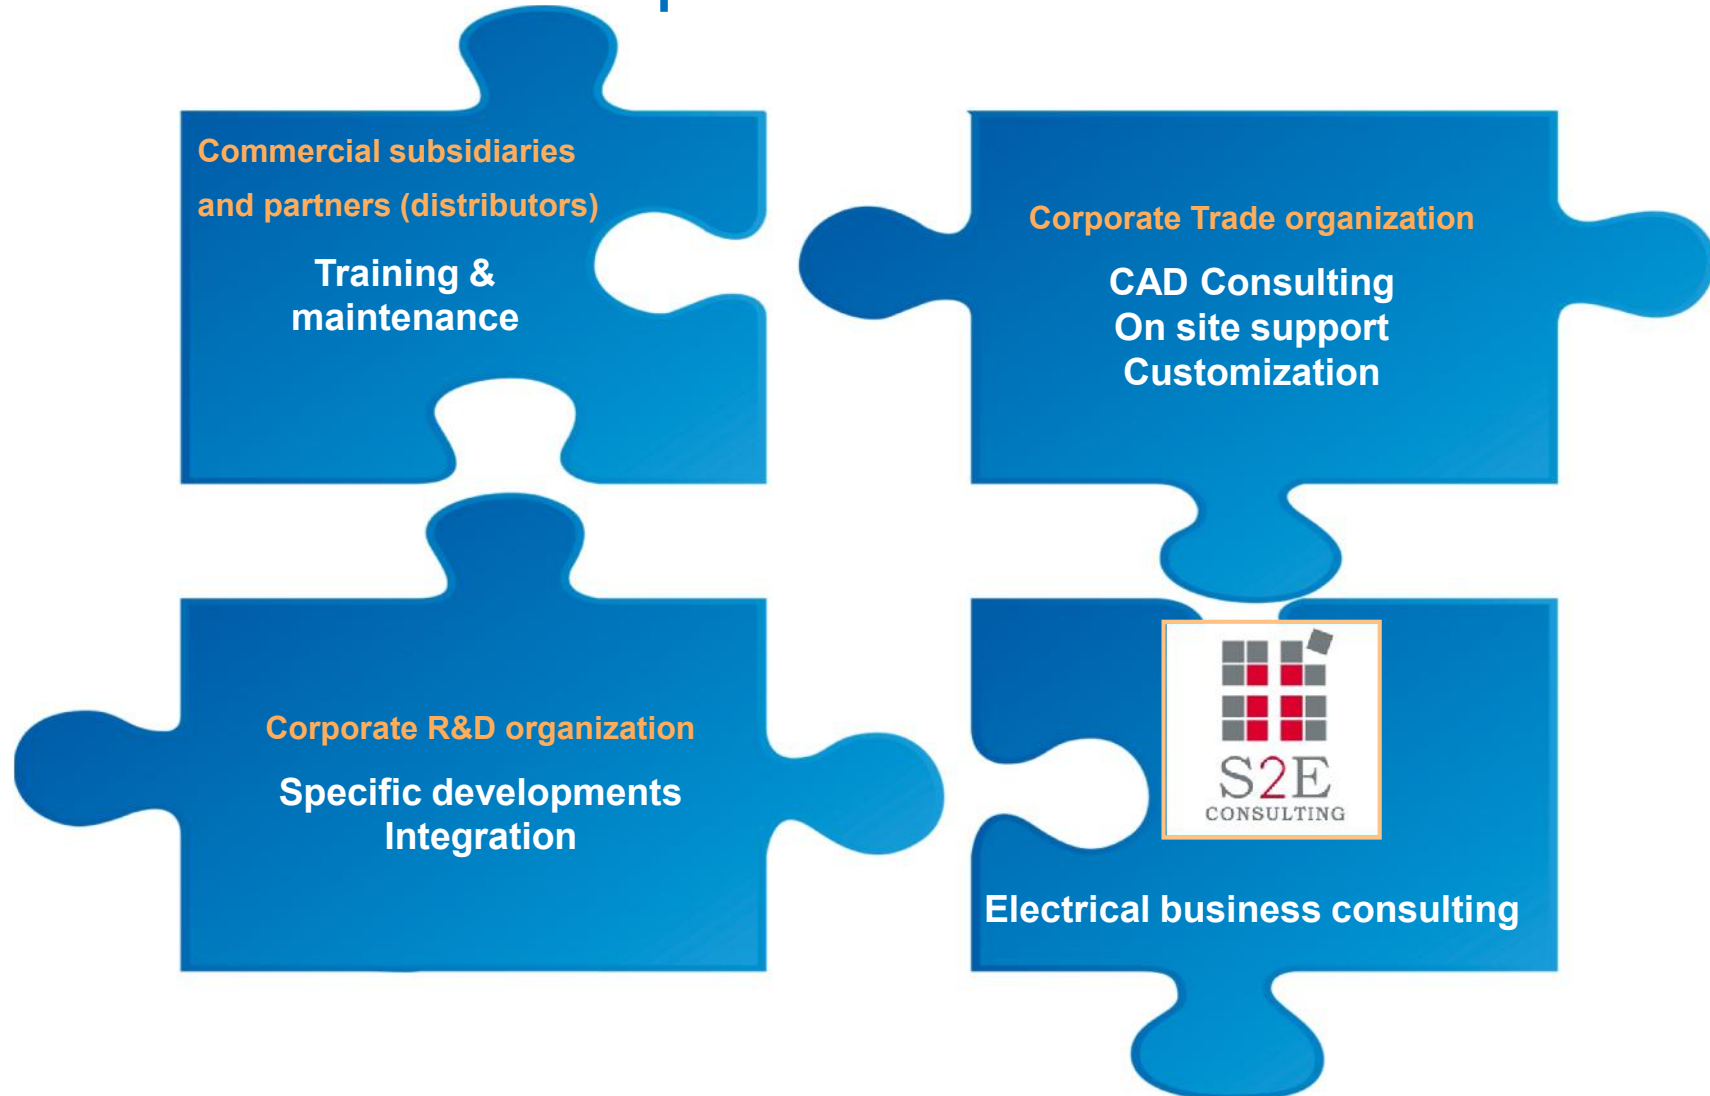 Commercial subsidiaries
and partners (distributors)
Training &
maintenance
Corporate Trade organization
CAD Consulting
On site support
Customization
Corporate R&D organization
Specific developments
Integration
S2E
CONSULTING
Electrical business consulting